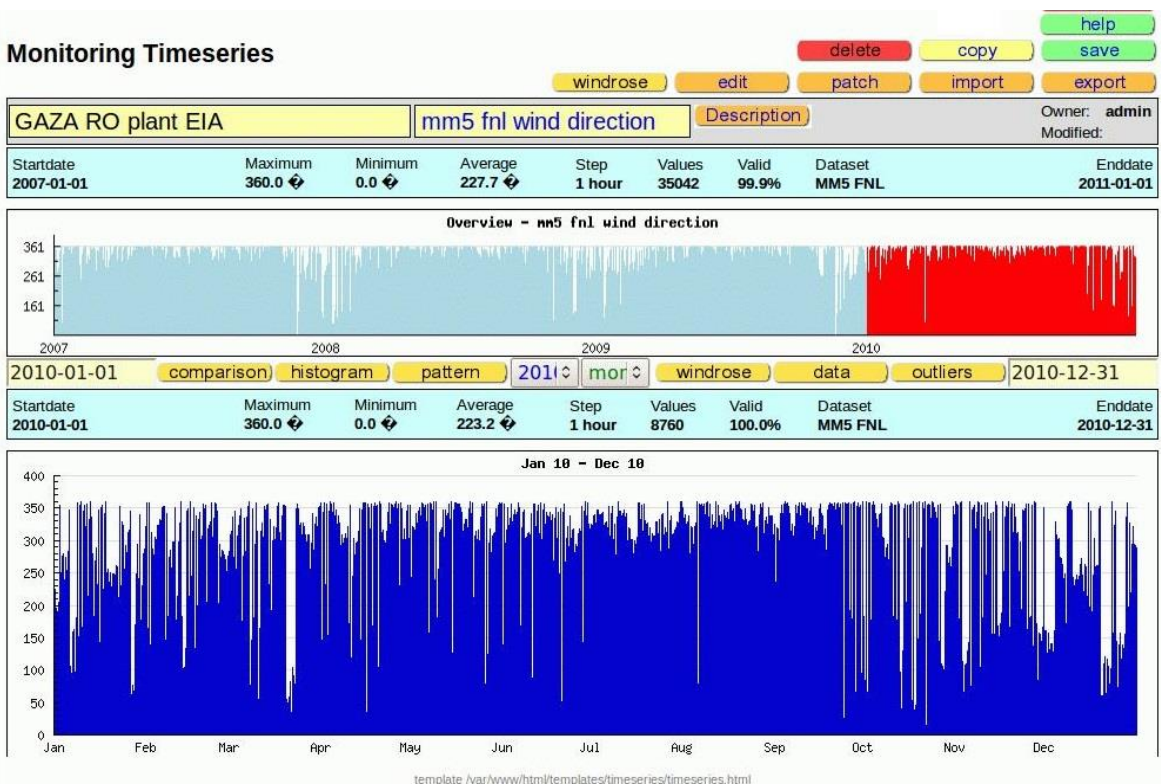 help
Monitoring Timeseries
delete copy save
windrose edit patch import export
GAZA RO plant EIA mm5 fnl wind direction Description Owner: admin
Modified:
Startdate Maximum Minimum Average Step Values Valid Dataset Enddate
2007-01-01 360.0 � 0.0 � 227.7 � 1 hour 35042 99.9% MM5 FNL 2011-01-01
Overview - mm5 fnl wind direction
361
261
161
2007 2008 2009 2010
2010-01-01 comparison histogram pattern 201 mor windrose data outliers 2010-12-31
Startdate Maximum Minimum Average Step Values Valid Dataset Enddate
2010-01-01 360.0 � 0.0 � 223.2 � 1 hour 8760 100.0% MM5 FNL 2010-12-31
Jan 10 - Dec 10
400
350
300
250
200
150
100
50
0
Jan Feb Mar Apr May Jun Jul Aug Sep Oct Nov Dec
template /var/www/html/templates/timeseries/timeseries.html